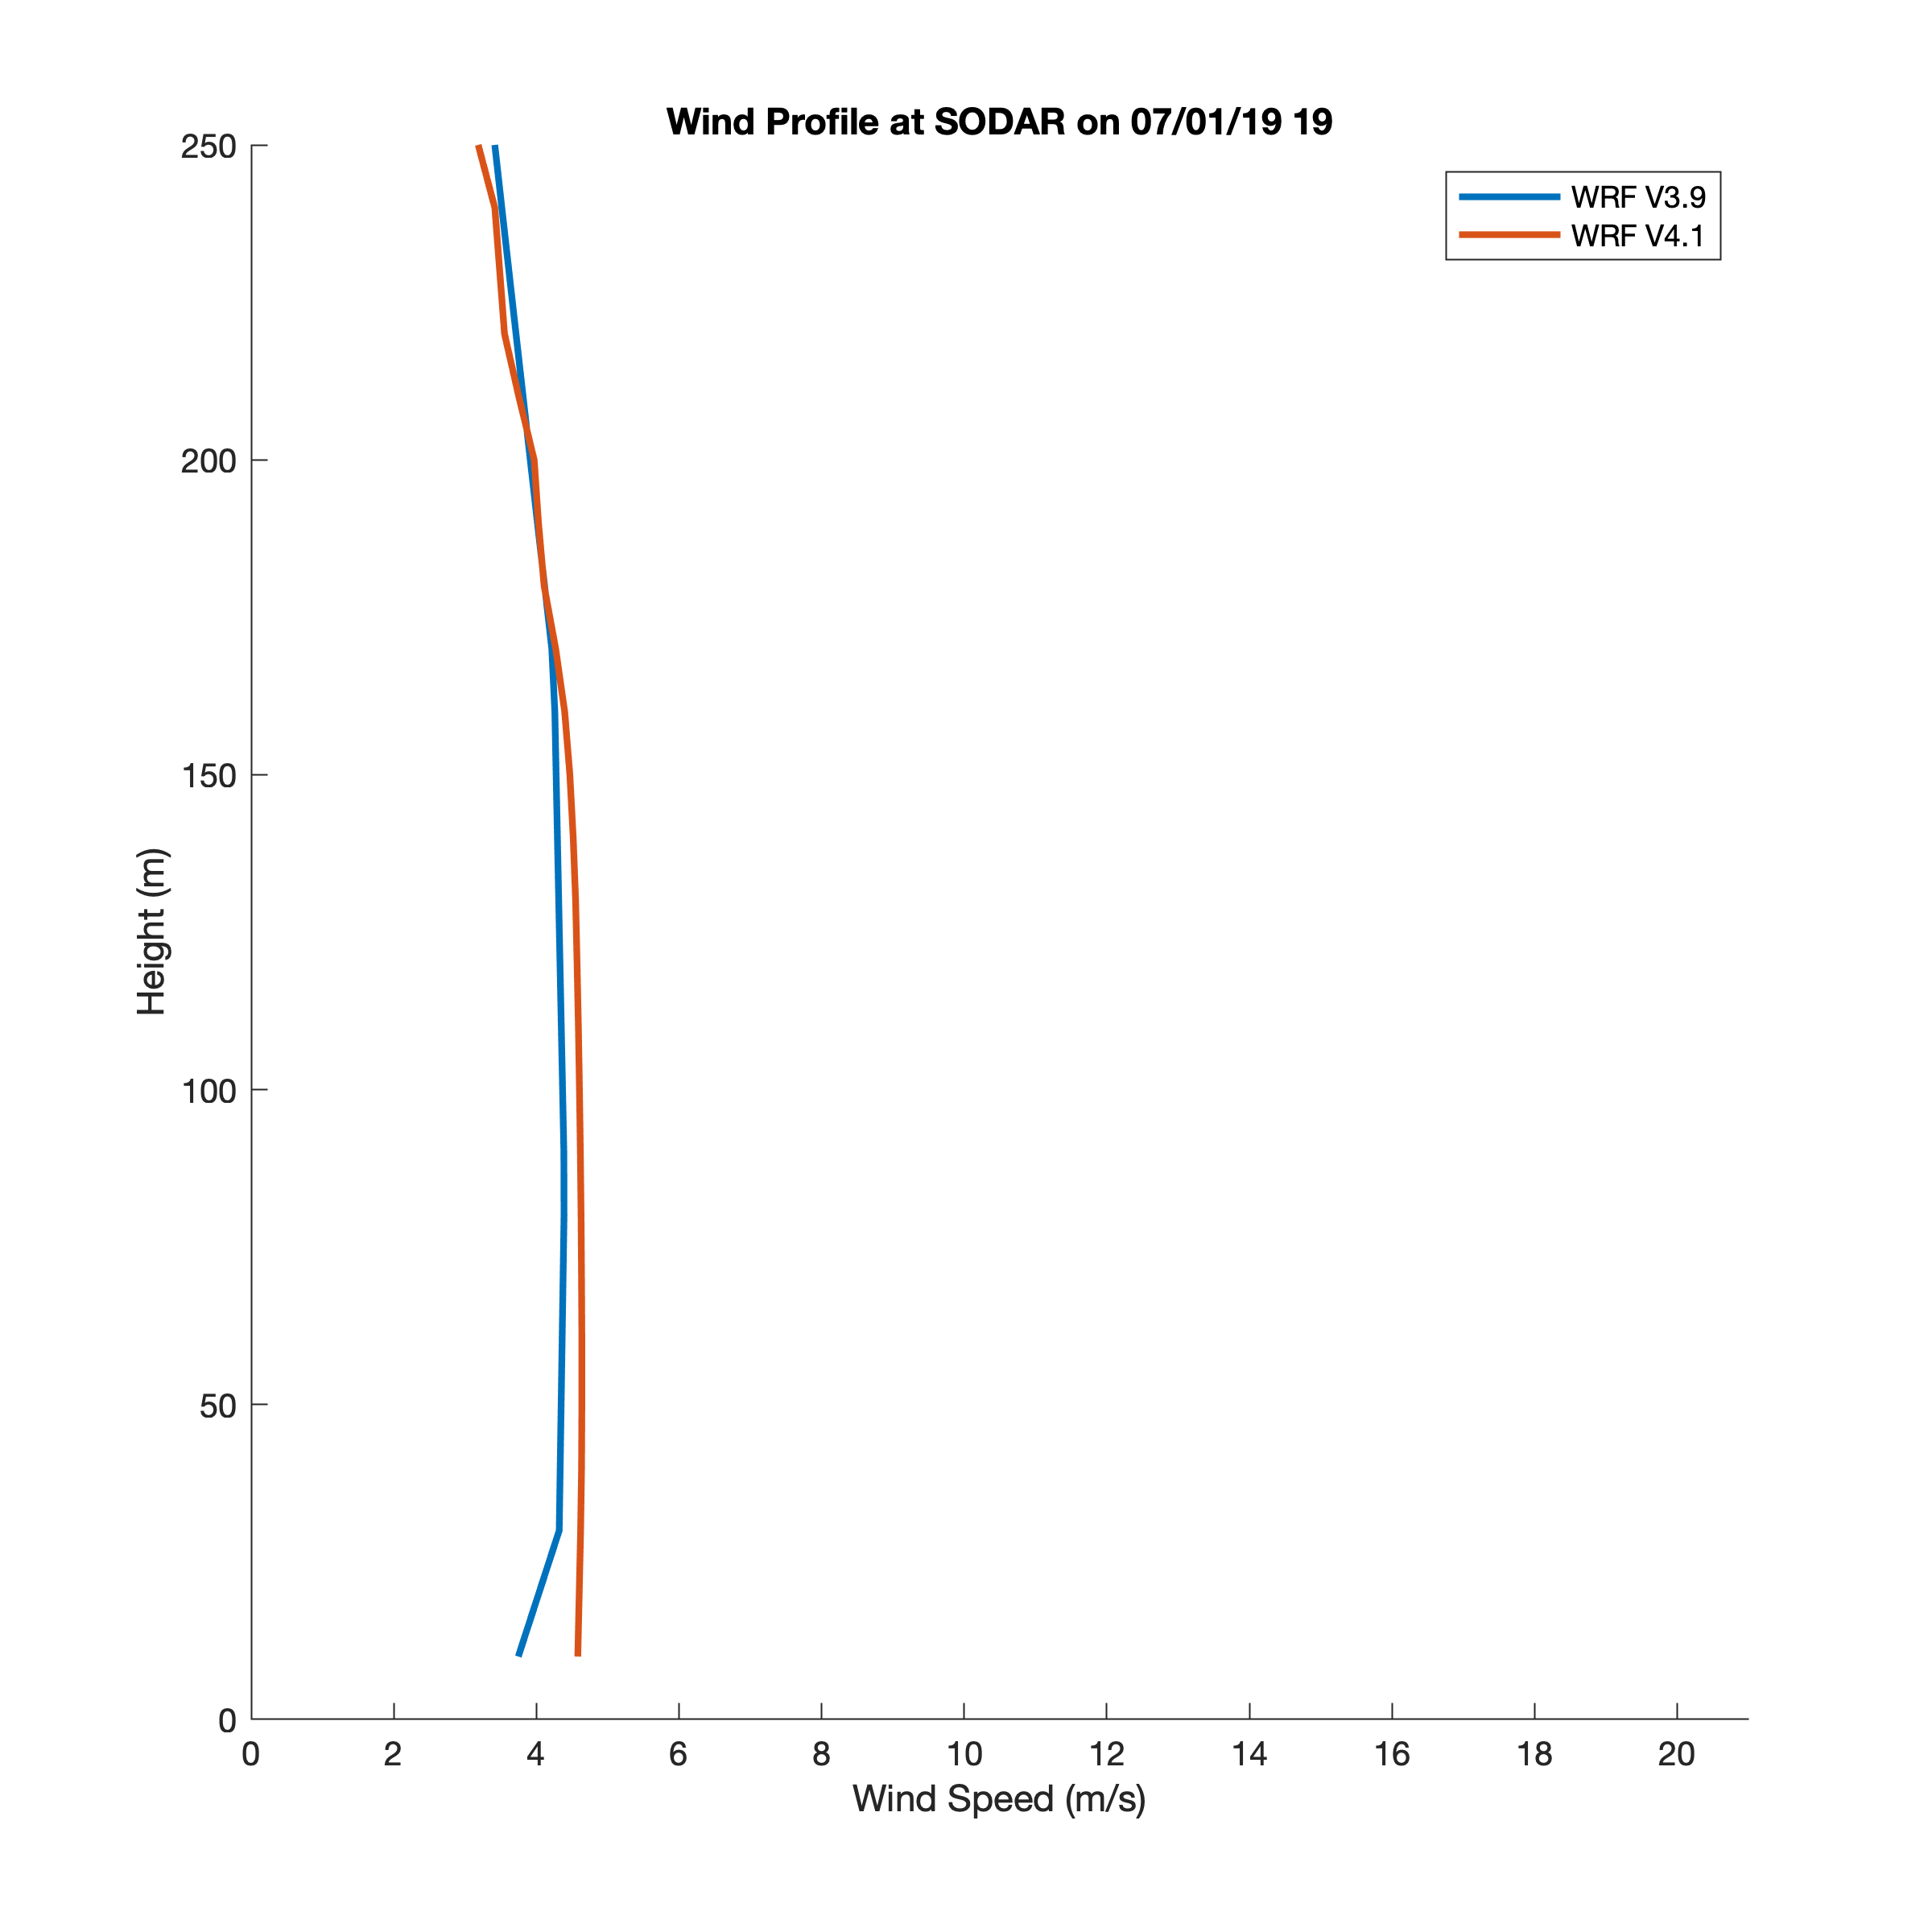 Wind Profile at SODAR on 07/01/19 19
WRF V3.9
WRF V4.1
250
200
150
100
50
0
Height (m)
0 2 4 6 8 10 12 14 16 18 20
Wind Speed (m/s)